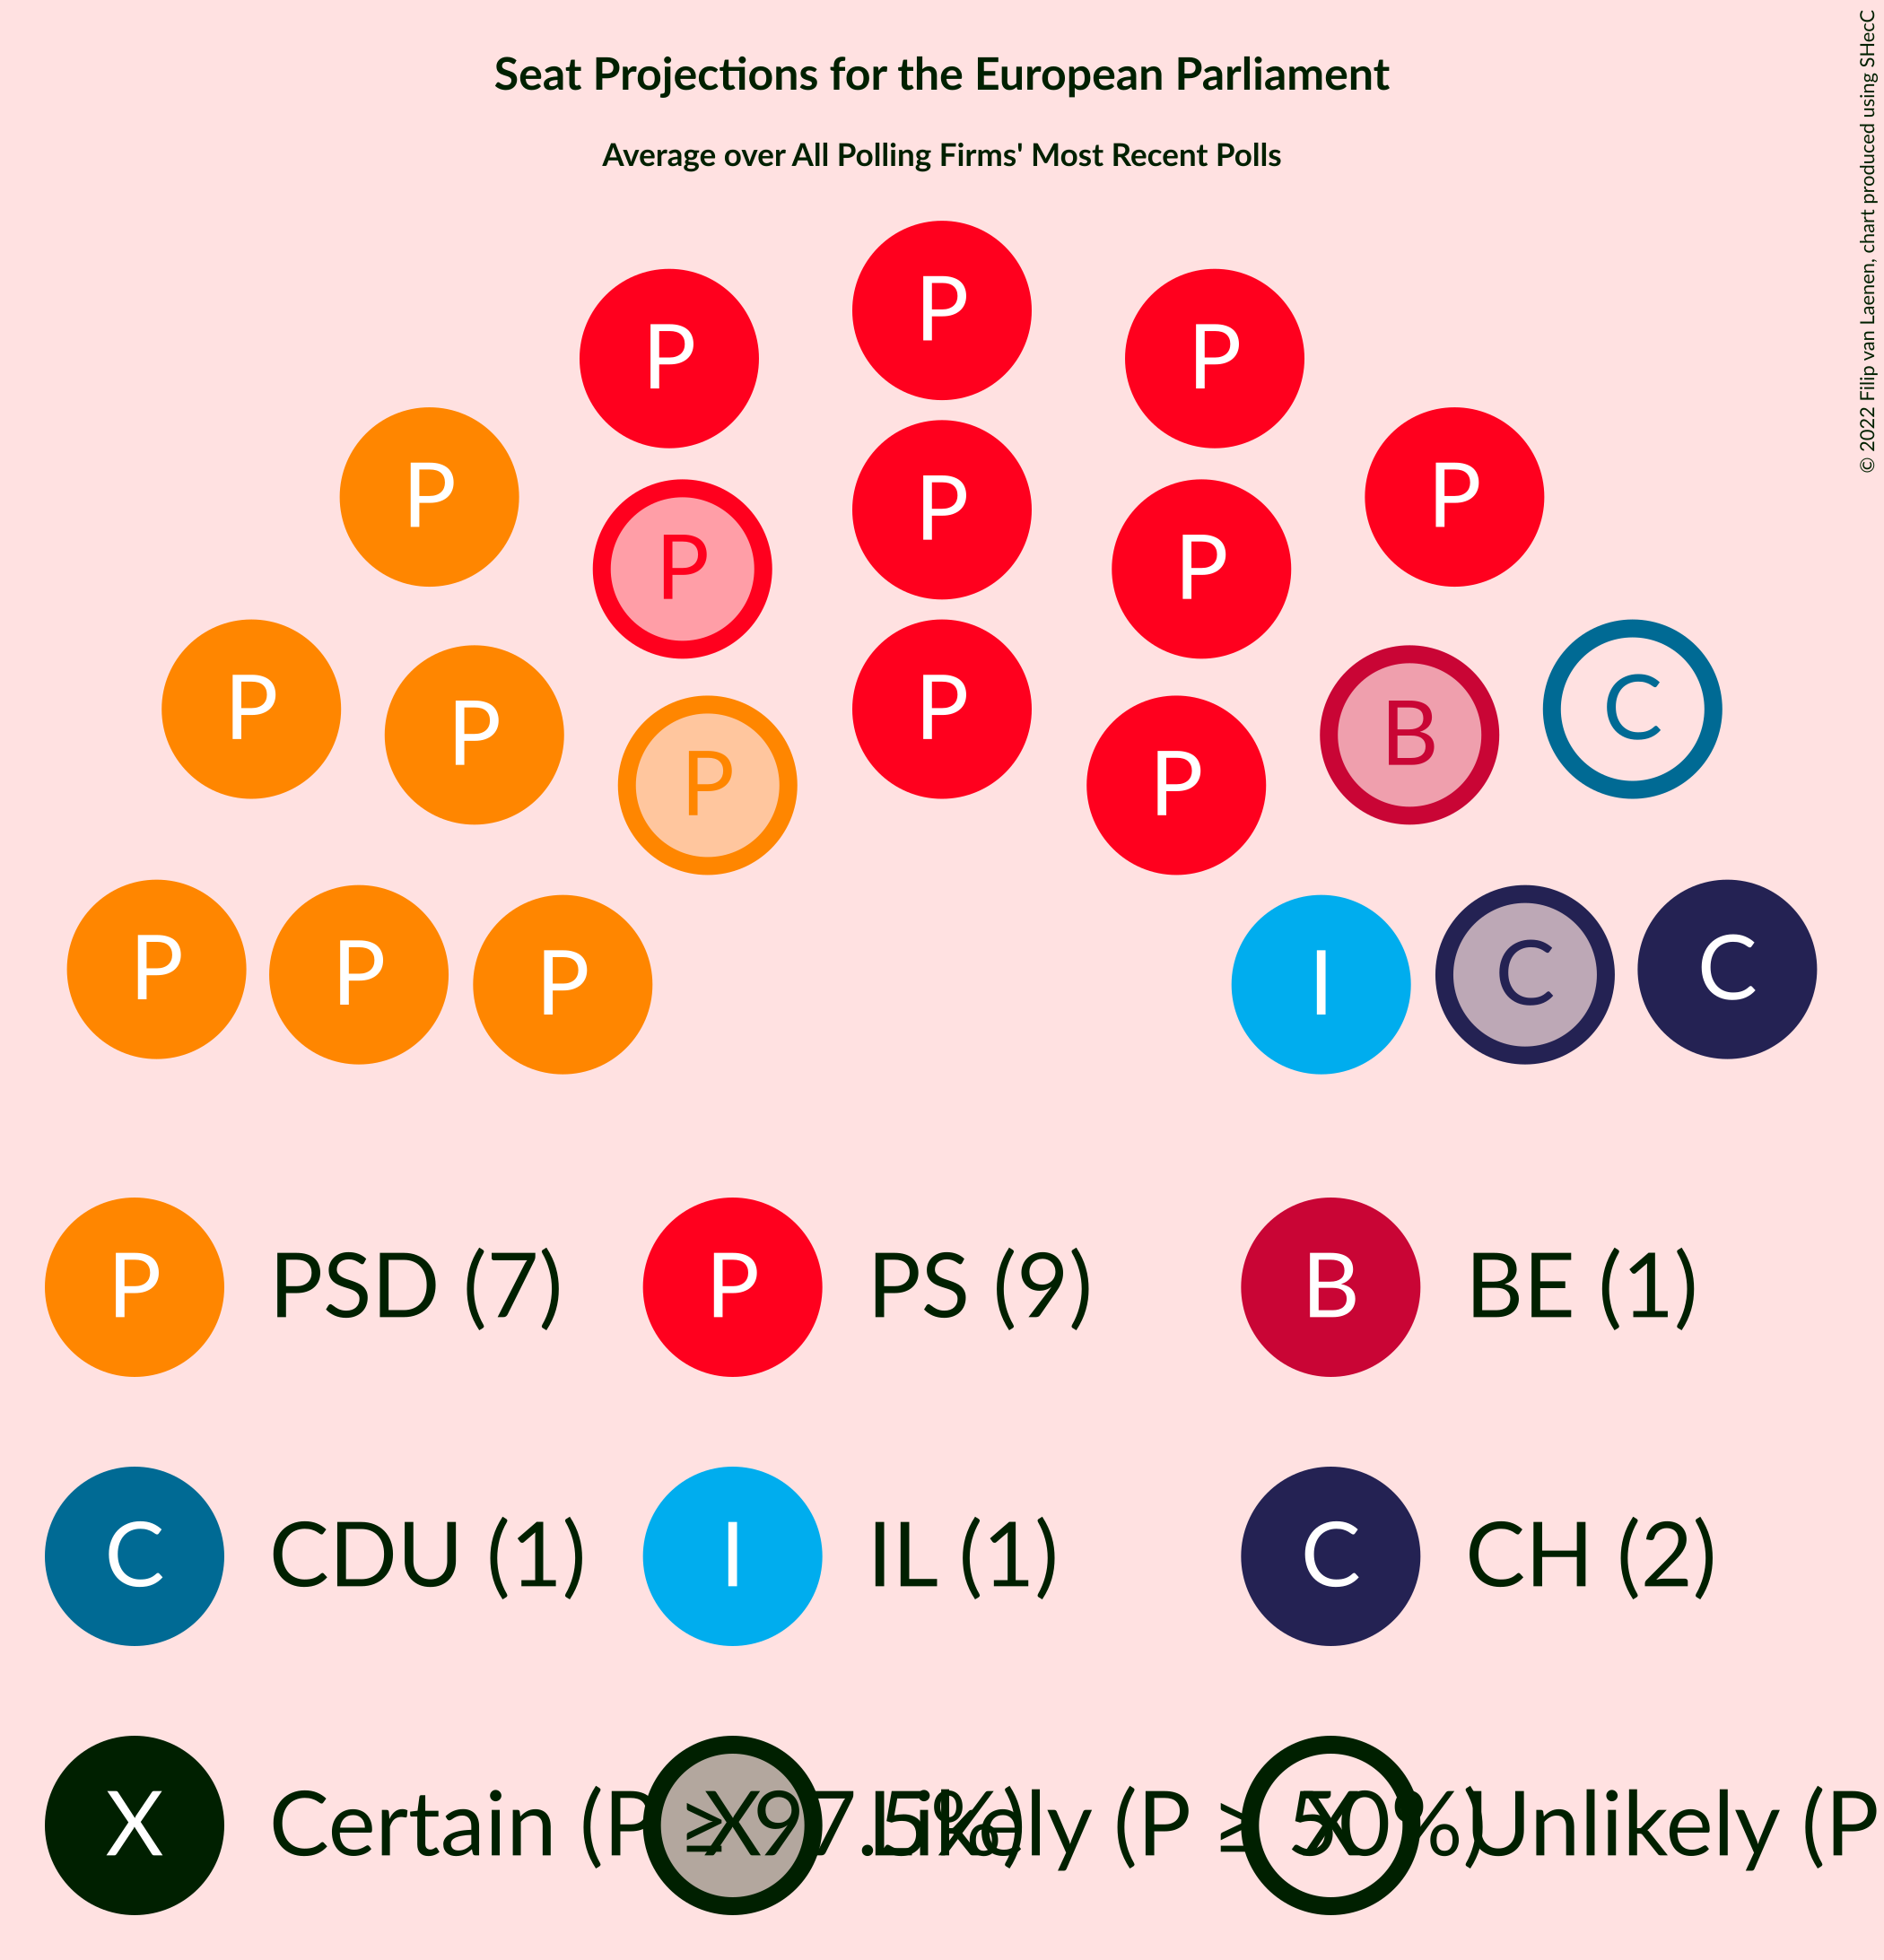 Seat Projections for the European Parliament
Average over All Polling Firms' Most Recent Polls
© 2022 Filip van Laenen, chart produced using SHecC
P
P P
P P
P
P P
P P
P P
P P
B C
P P P
I C C
P PSD (7) P PS (9) B BE (1)
C CDU (1) I IL (1) C CH (2)
X Certain (P ≥ 97.5%) X Likely (P ≥ 50%) X Unlikely (P